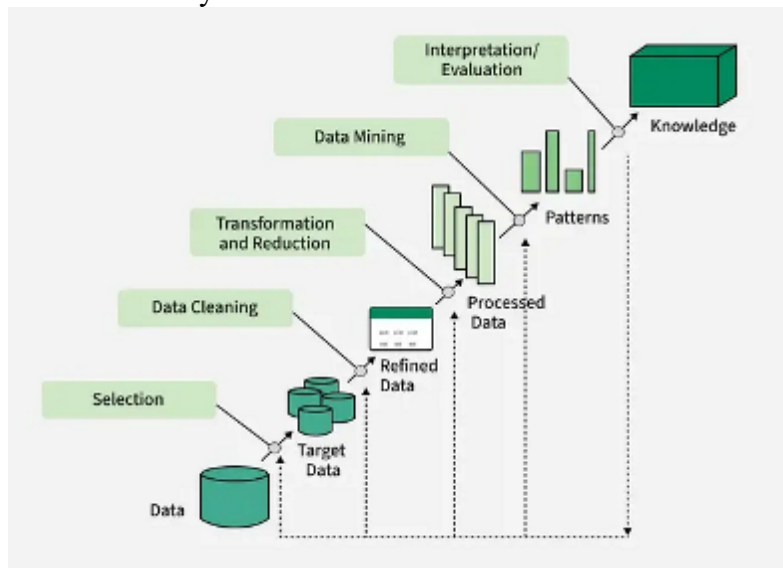 Interpretation/
Evaluation
Knowledge
Data Mining
Patterns
Transformation
and Reduction
Processed
Data
Data Cleaning
Refined
Data
Selection
Target
Data
Data